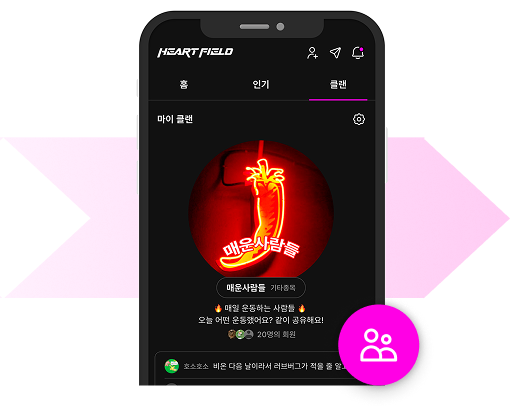 HEART FIELD
홈 인기 클랜
마이 클랜
매운사람들
매운사람들 기타종목
🔥 매일 운동하는 사람들 🔥
오늘 어떤 운동했어요? 같이 공유해요!
20명의 회원
호소호소 비온 다음 날이라서 러브버그가 적을 줄 알고